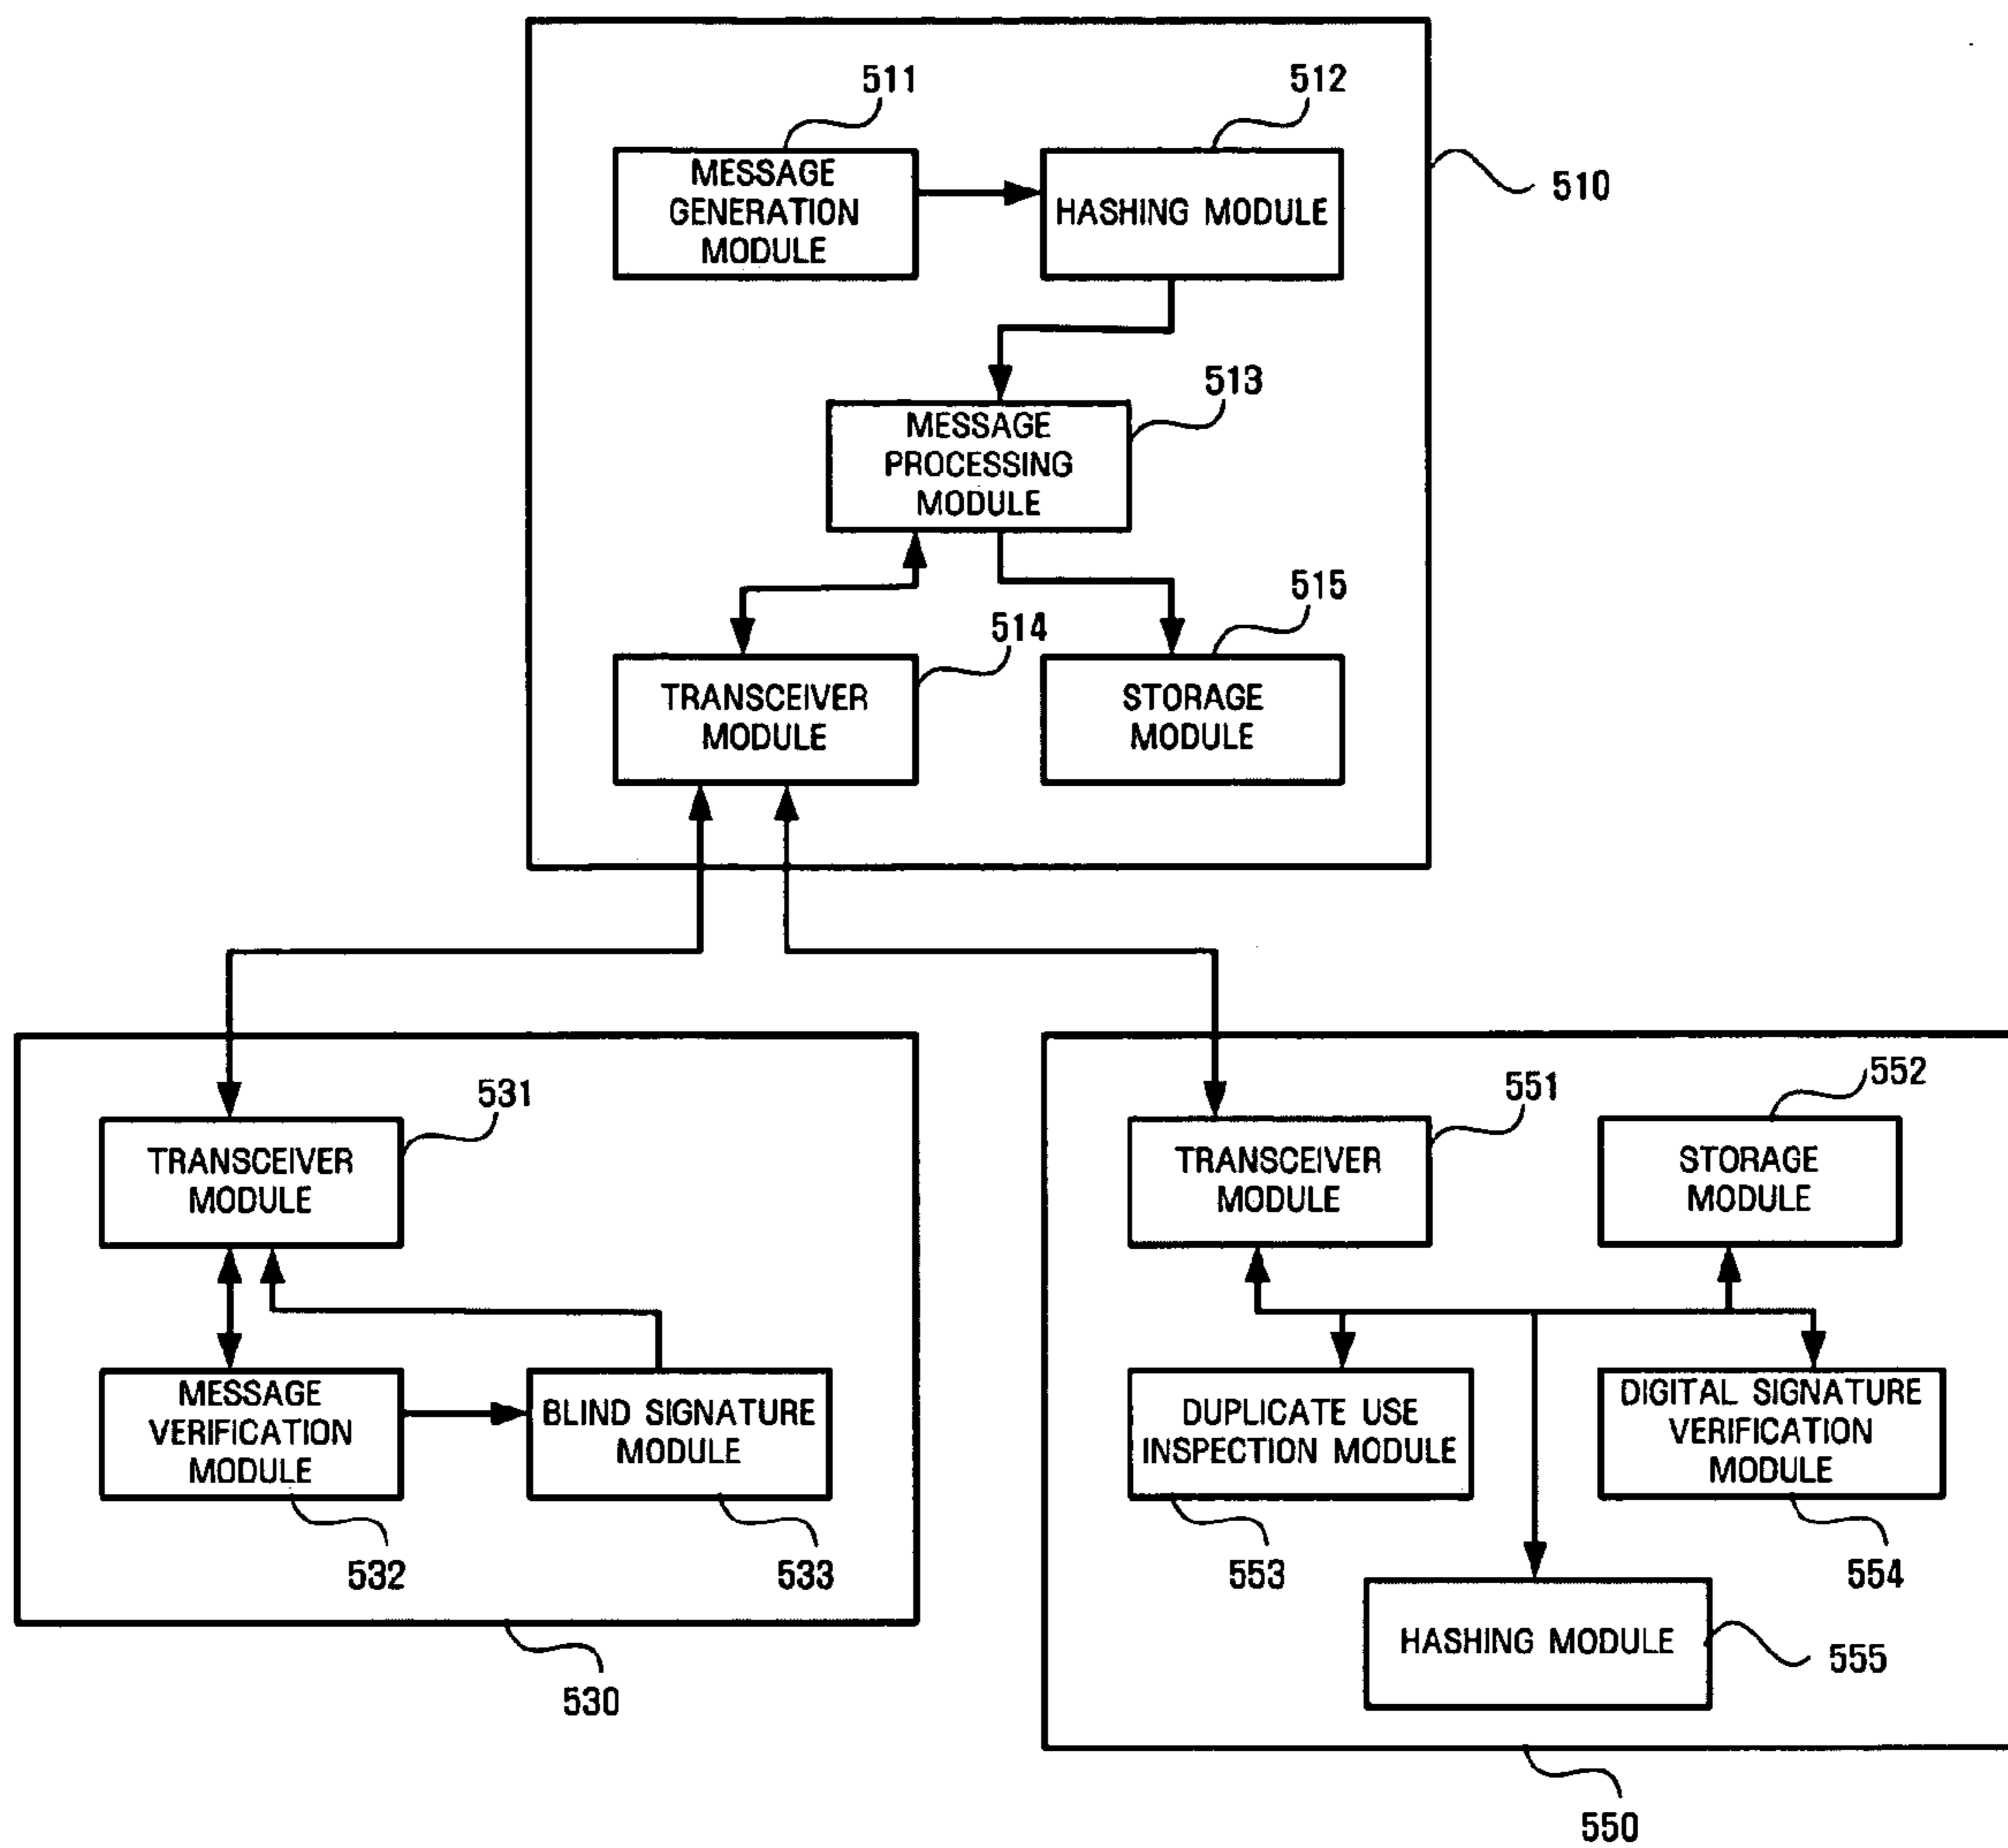 511
512
MESSAGE
GENERATION
MODULE
HASHING MODULE
510
513
MESSAGE
PROCESSING
MODULE
514
515
TRANSCEIVER
MODULE
STORAGE
MODULE
531
TRANSCEIVER
MODULE
MESSAGE
VERIFICATION
MODULE
BLIND SIGNATURE
MODULE
532
533
530
551
552
TRANSCEIVER
MODULE
STORAGE
MODULE
DUPLICATE USE
INSPECTION MODULE
DIGITAL SIGNATURE
VERIFICATION
MODULE
553
554
HASHING MODULE
555
550